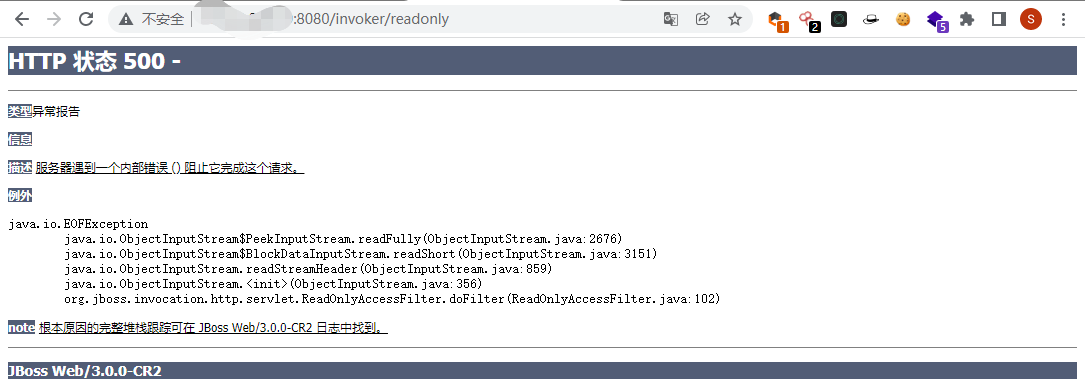 不安全 :8080/invoker/readonly
1 2 5 S
HTTP 状态 500 -
类型异常报告
信息
描述 服务器遇到一个内部错误 () 阻止它完成这个请求。
例外
java.io.EOFException
java.io.ObjectInputStream$PeekInputStream.readFully(ObjectInputStream.java:2676)
java.io.ObjectInputStream$BlockDataInputStream.readShort(ObjectInputStream.java:3151)
java.io.ObjectInputStream.readStreamHeader(ObjectInputStream.java:859)
java.io.ObjectInputStream.<init>(ObjectInputStream.java:356)
org.jboss.invocation.http.servlet.ReadOnlyAccessFilter.doFilter(ReadOnlyAccessFilter.java:102)
note 根本原因的完整堆栈跟踪可在 JBoss Web/3.0.0-CR2 日志中找到。
JBoss Web/3.0.0-CR2